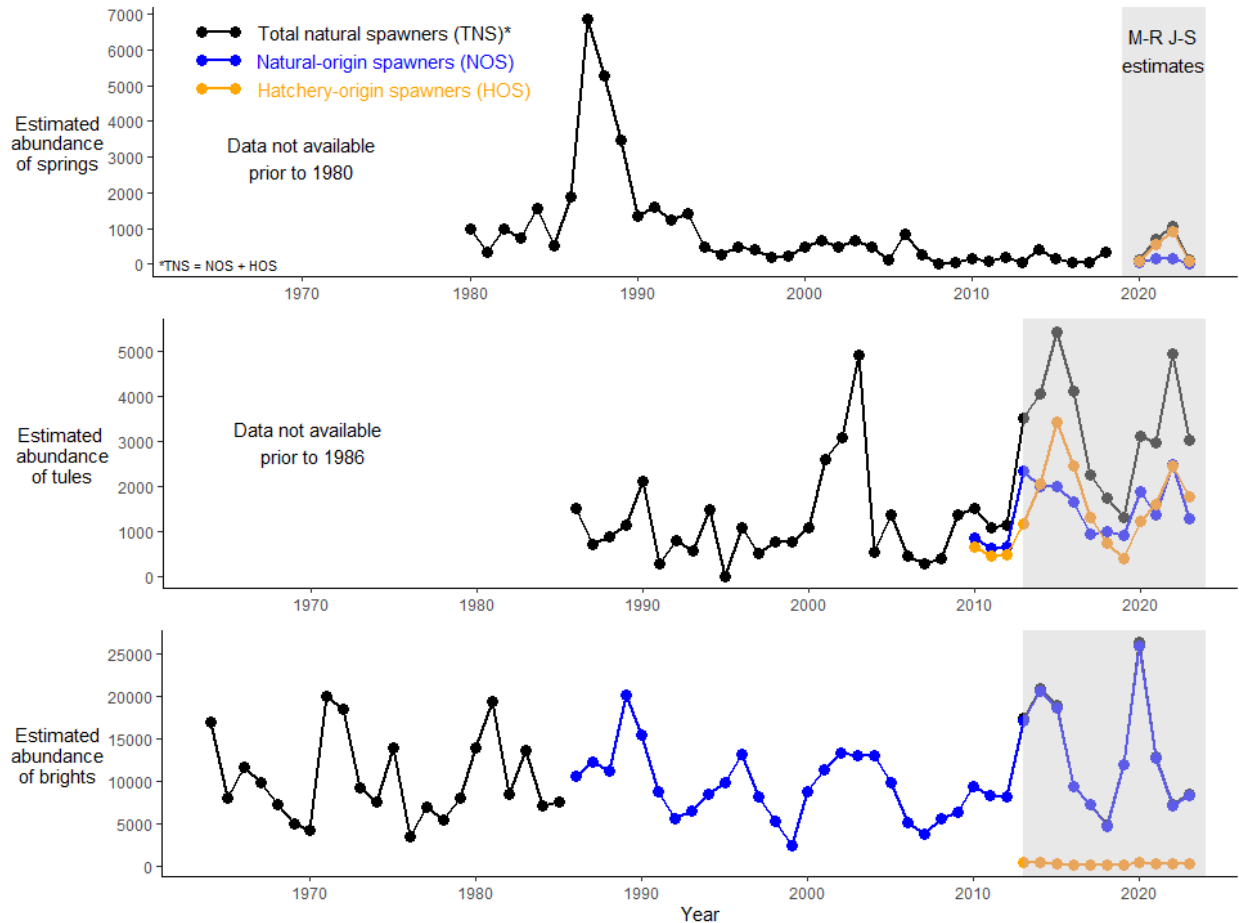 7000
6000
5000
4000
3000
2000
1000
0
Total natural spawners (TNS)*
Natural-origin spawners (NOS)
Hatchery-origin spawners (HOS)
M-R J-S
estimates
Estimated
abundance
of springs
Data not available
prior to 1980
*TNS = NOS + HOS
1970 1980 1990 2000 2010 2020
5000
4000
3000
2000
1000
0
Estimated
abundance
of tules
Data not available
prior to 1986
1970 1980 1990 2000 2010 2020
25000
20000
15000
10000
5000
0
Estimated
abundance
of brights
1970 1980 1990 2000 2010 2020
Year